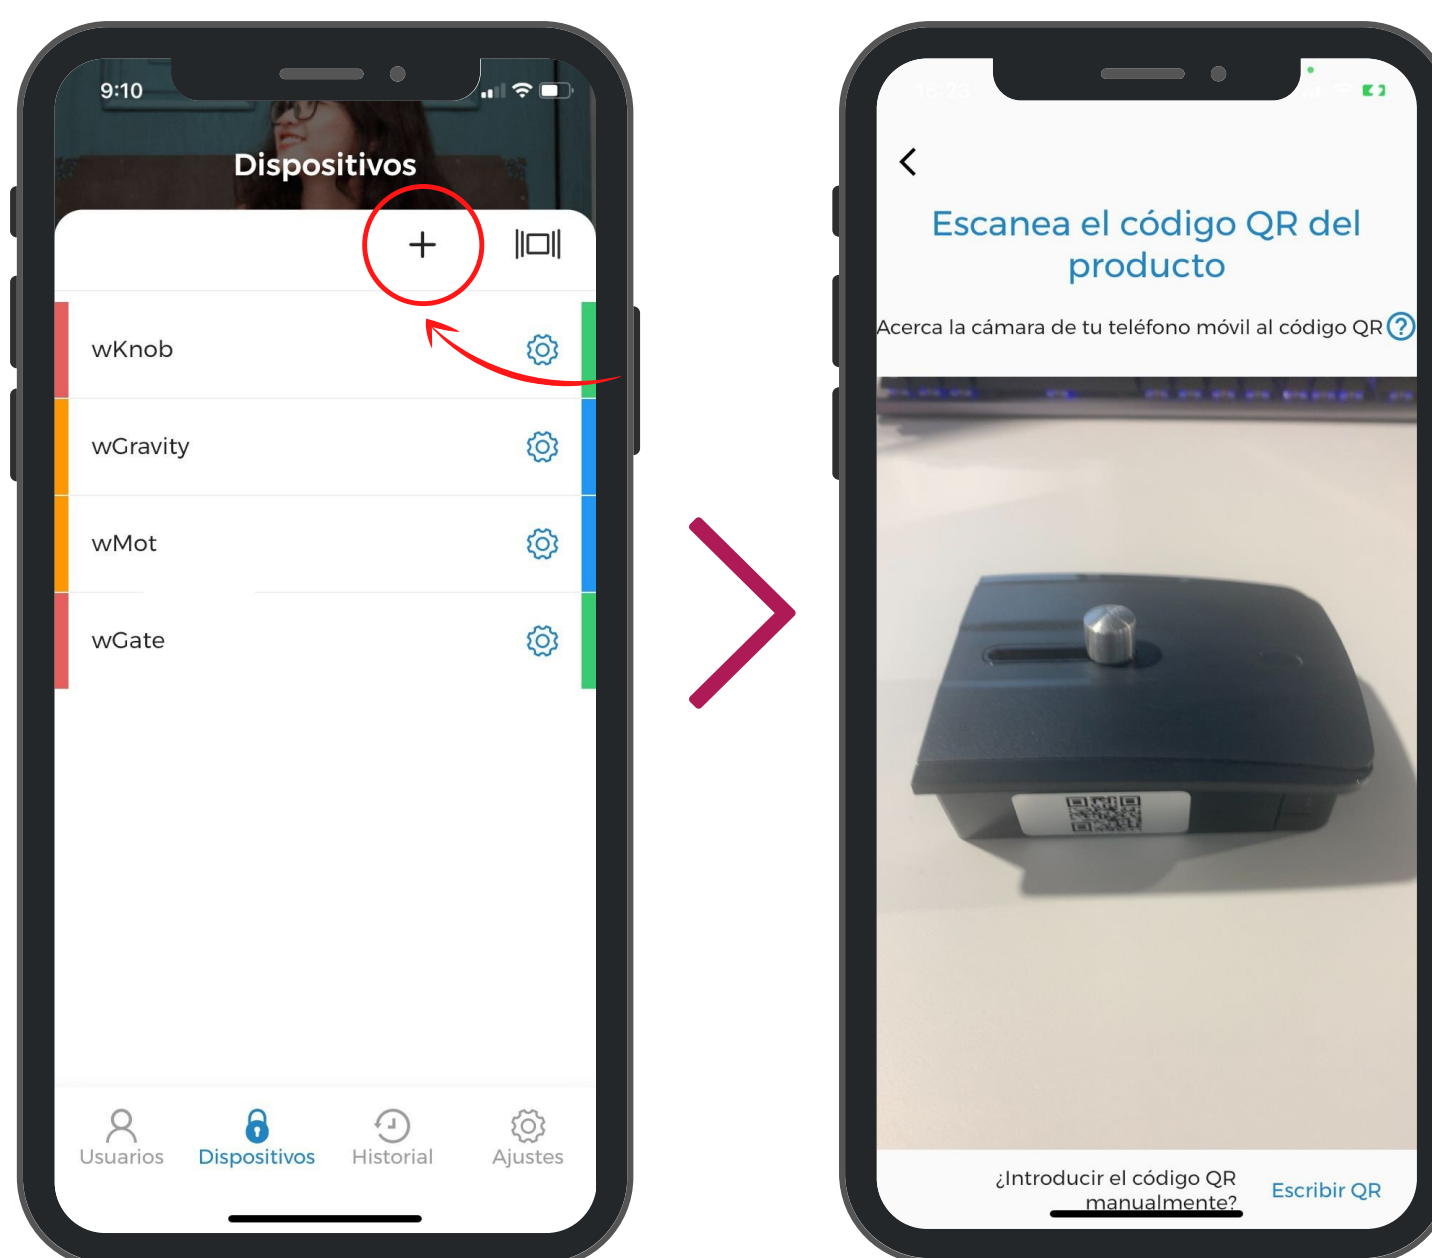 9:10
Dispositivos
wKnob
wGravity
wMot
wGate
Usuarios
Dispositivos
Historial
Ajustes
Escanea el código QR del
producto
Acerca la cámara de tu teléfono móvil al código QR
¿Introducir el código QR
manualmente?
Escribir QR